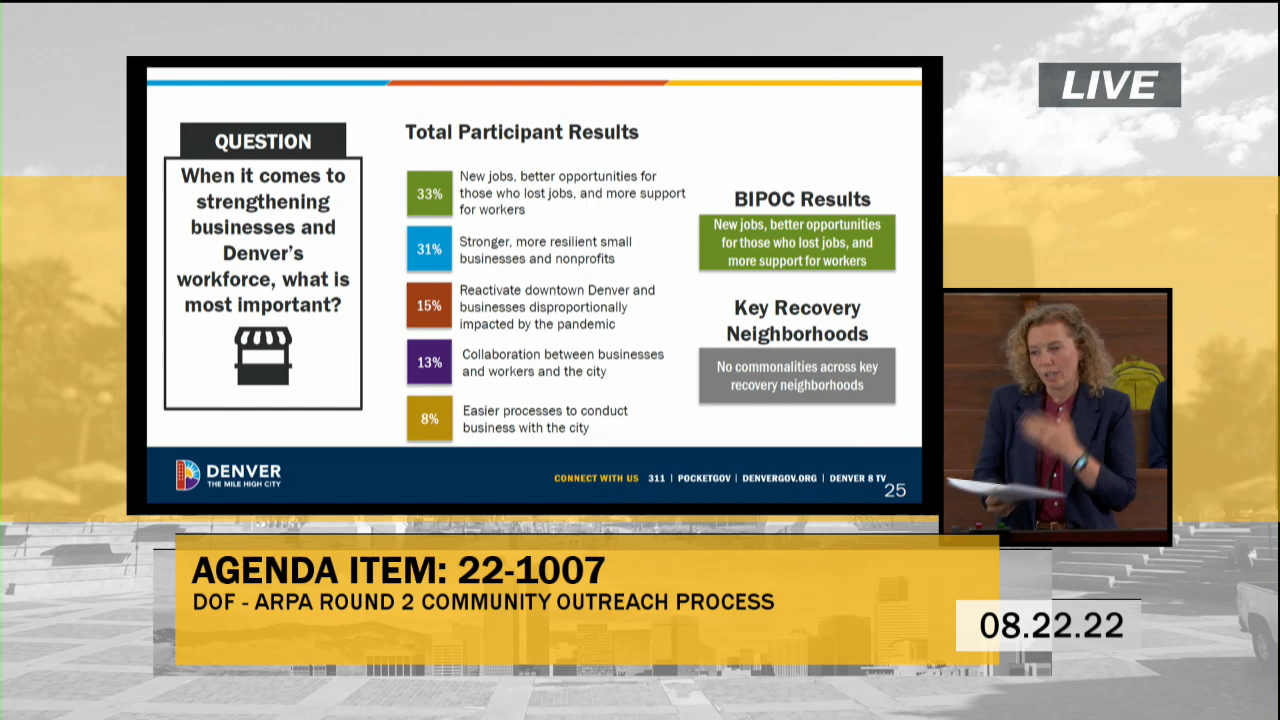 LIVE
QUESTION
When it comes to
strengthening
businesses and
Denver's
workforce, what is
most important?
Total Participant Results
33%
New jobs, better opportunities for
those who lost jobs, and more support
for workers
31%
Stronger, more resilient small
businesses and nonprofits
15%
Reactivate downtown Denver and
businesses disproportionally
impacted by the pandemic
13%
Collaboration between businesses
and workers and the city
8%
Easier processes to conduct
business with the city
BIPOC Results
New jobs, better opportunities
for those who lost jobs, and
more support for workers
Key Recovery
Neighborhoods
No commonalities across key
recovery neighborhoods
DENVER
THE MILE HIGH CITY
CONNECT WITH US 311 | POCKETGOV | DENVERGOV.ORG | DENVER 8 TV
25
AGENDA ITEM: 22-1007
DOF - ARPA ROUND 2 COMMUNITY OUTREACH PROCESS
08.22.22